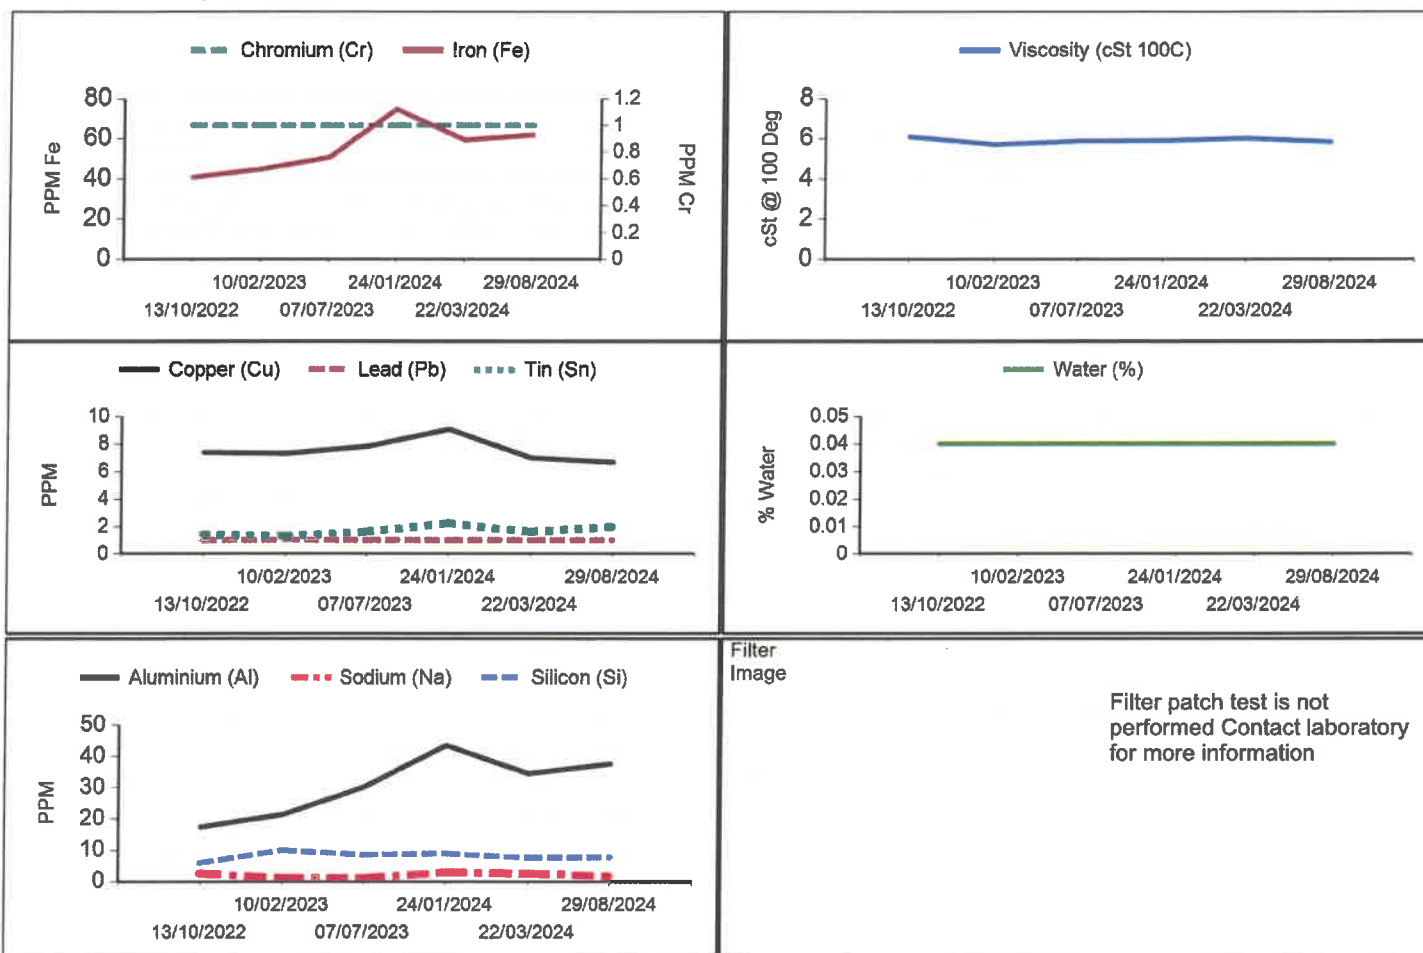 Chromium (Cr) Iron (Fe)
80
60
40
20
0
PPM Fe
1.2
1
0.8
0.6
0.4
0.2
0
PPM Cr
10/02/2023 24/01/2024 29/08/2024
13/10/2022 07/07/2023 22/03/2024
Viscosity (cSt 100C)
8
6
4
2
0
cSt @ 100 Deg
10/02/2023 24/01/2024 29/08/2024
13/10/2022 07/07/2023 22/03/2024
Copper (Cu) Lead (Pb) Tin (Sn)
10
8
6
4
2
0
PPM
10/02/2023 24/01/2024 29/08/2024
13/10/2022 07/07/2023 22/03/2024
Water (%)
0.05
0.04
0.03
0.02
0.01
0
% Water
10/02/2023 24/01/2024 29/08/2024
13/10/2022 07/07/2023 22/03/2024
Aluminium (Al) Sodium (Na) Silicon (Si)
50
40
30
20
10
0
PPM
10/02/2023 24/01/2024 29/08/2024
13/10/2022 07/07/2023 22/03/2024
Filter
Image
Filter patch test is not
performed Contact laboratory
for more information